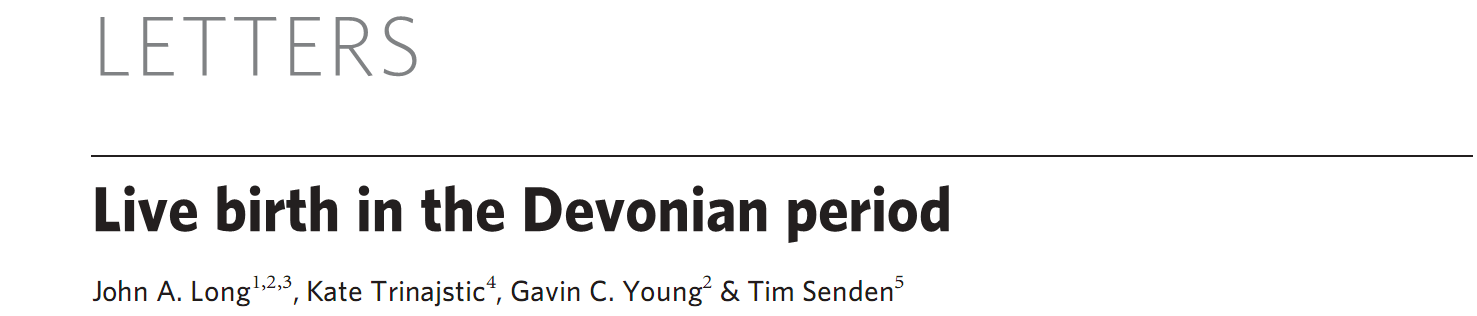 LETTERS
Live birth in the Devonian period
John A. Long1,2,3, Kate Trinajstic4, Gavin C. Young2 & Tim Senden5